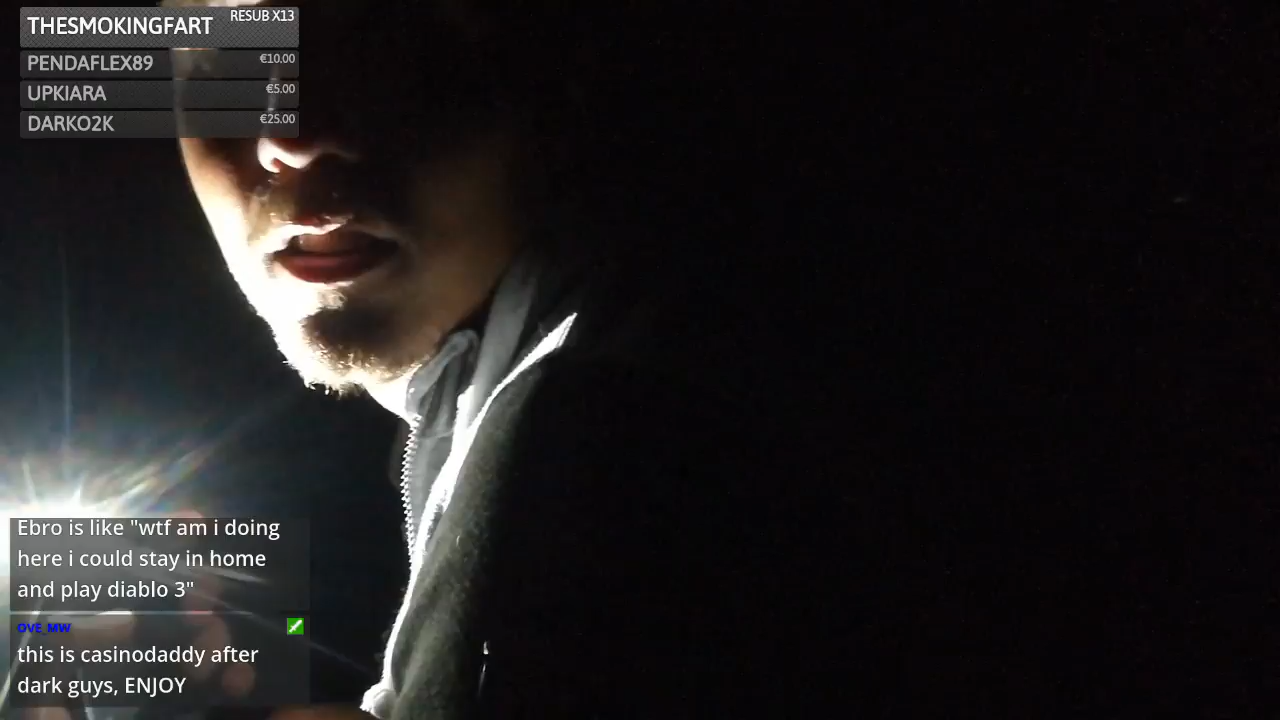 THESMOKINGFART RESUB X13
PENDAFLEX89 €10.00
UPKIARA €5.00
DARKO2K €25.00
Ebro is like "wtf am i doing
here i could stay in home
and play diablo 3"
OVE_MW
this is casinodaddy after
dark guys, ENJOY